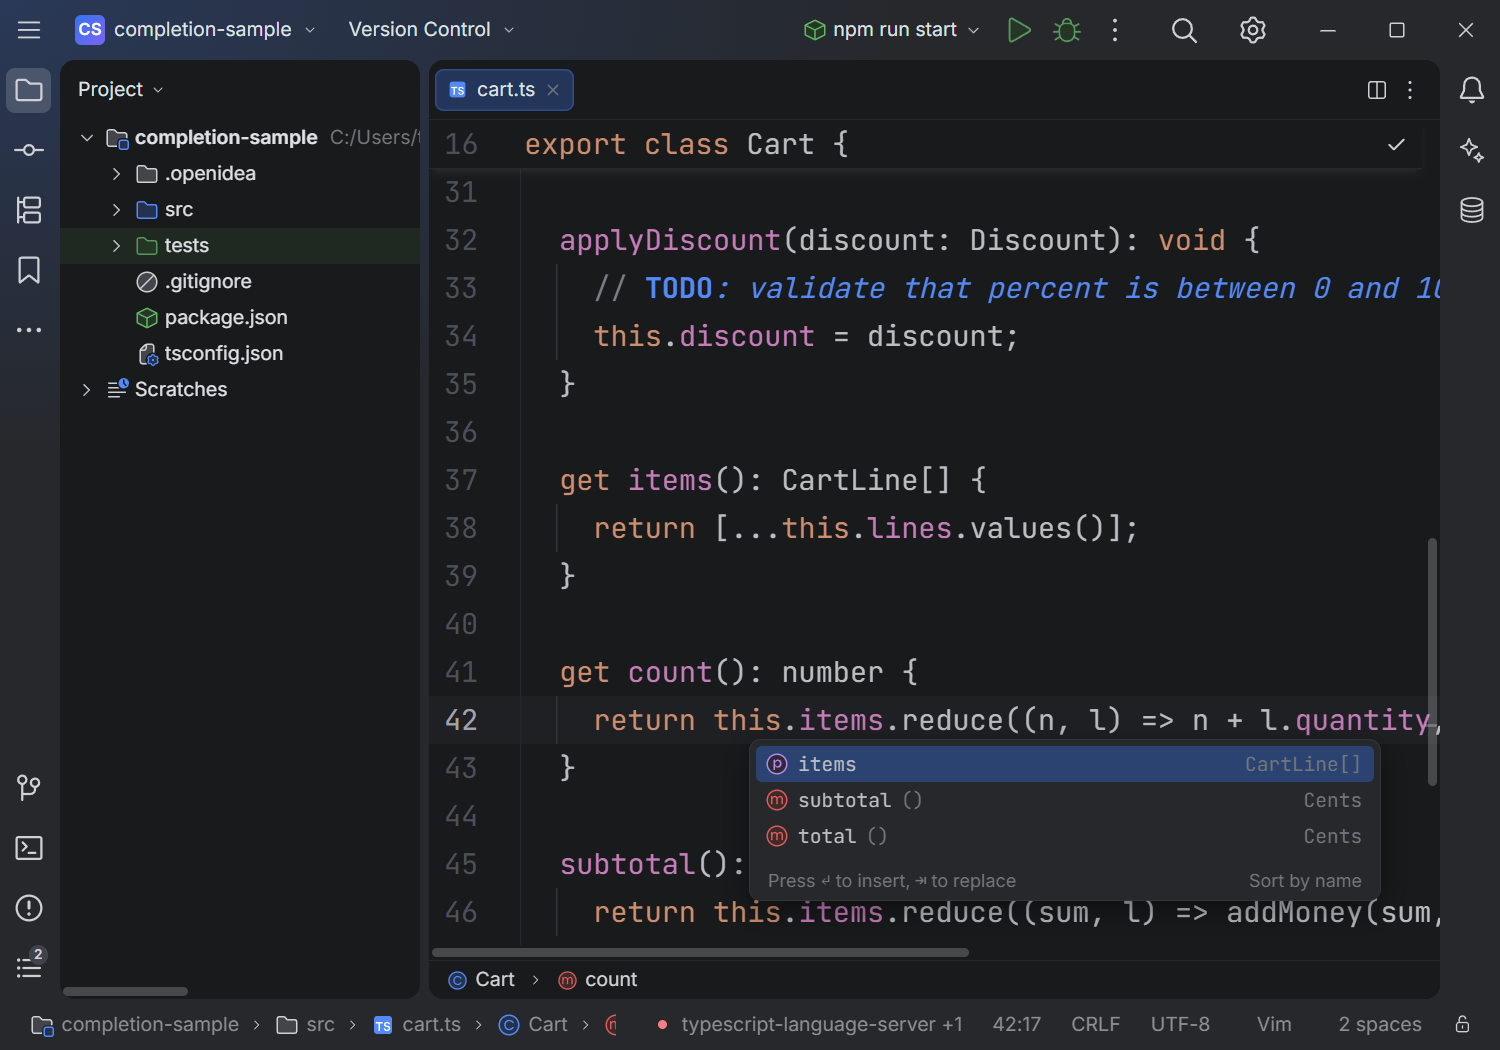 CS completion-sample Version Control npm run start
Project
completion-sample C:/Users/
.openidea
src
tests
.gitignore
package.json
tsconfig.json
Scratches
TS cart.ts
16 export class Cart {
31
32 applyDiscount(discount: Discount): void {
33 // TODO: validate that percent is between 0 and 10
34 this.discount = discount;
35 }
36
37 get items(): CartLine[] {
38 return [...this.lines.values()];
39 }
40
41 get count(): number {
42 return this.items.reduce((n, l) => n + l.quantity,
43 }
44
45 subtotal():
46 return this.items.reduce((sum, l) => addMoney(sum,
p items CartLine[]
m subtotal () Cents
m total () Cents
Press ↵ to insert, ⇥ to replace Sort by name
2
C Cart › m count
completion-sample › src › TS cart.ts › C Cart › typescript-language-server +1 42:17 CRLF UTF-8 Vim 2 spaces